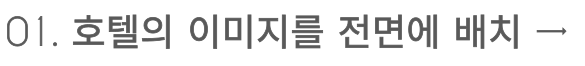 01. 호텔의 이미지를 전면에 배치 →